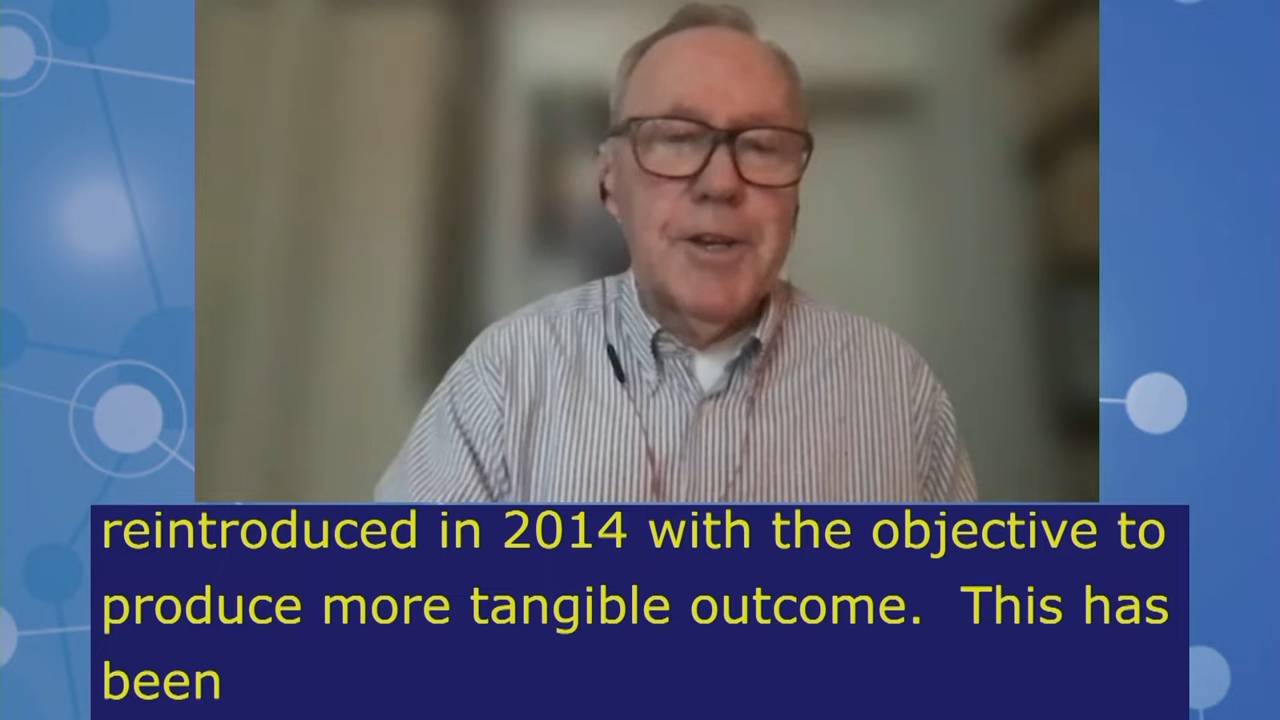 reintroduced in 2014 with the objective to
produce more tangible outcome.  This has
been